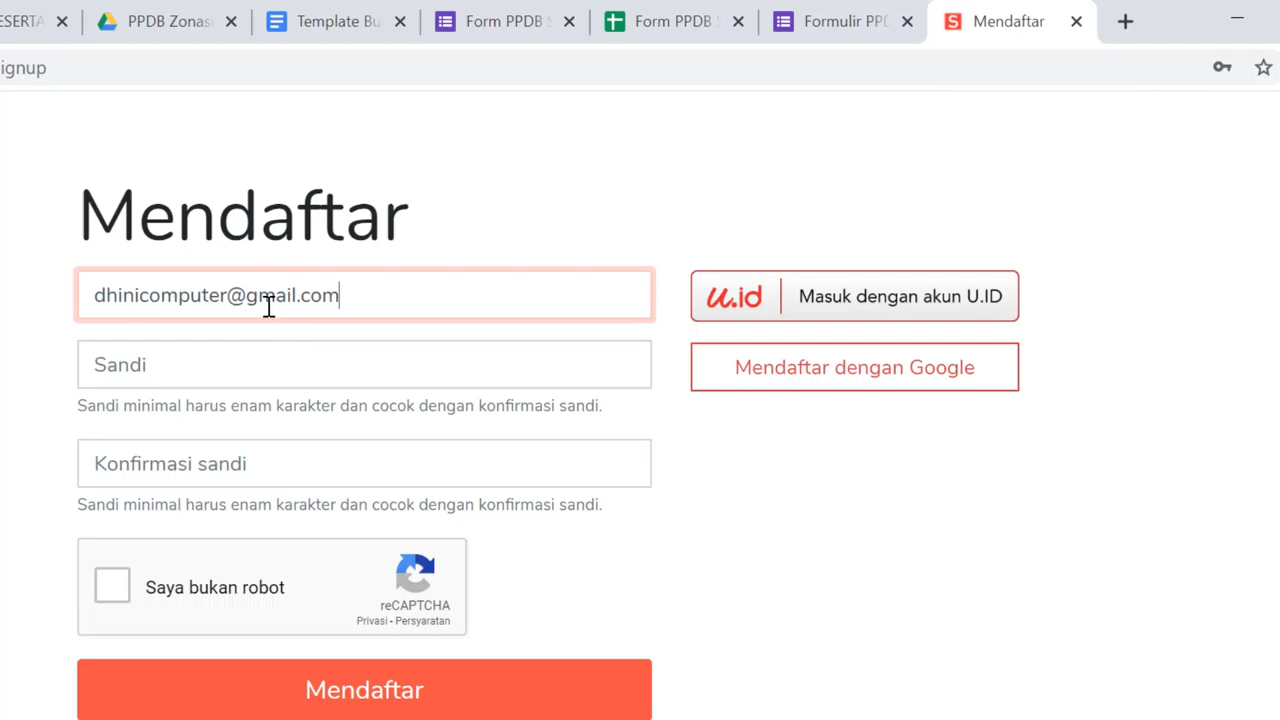 ESERTA
PPDB Zonas
Template Bu
Form PPDB S
Form PPDB S
Formulir PPD
Mendaftar
ignup
Mendaftar
dhinicomputer@gmail.com
u.id Masuk dengan akun U.ID
Sandi
Mendaftar dengan Google
Sandi minimal harus enam karakter dan cocok dengan konfirmasi sandi.
Konfirmasi sandi
Sandi minimal harus enam karakter dan cocok dengan konfirmasi sandi.
Saya bukan robot
reCAPTCHA
Privasi - Persyaratan
Mendaftar